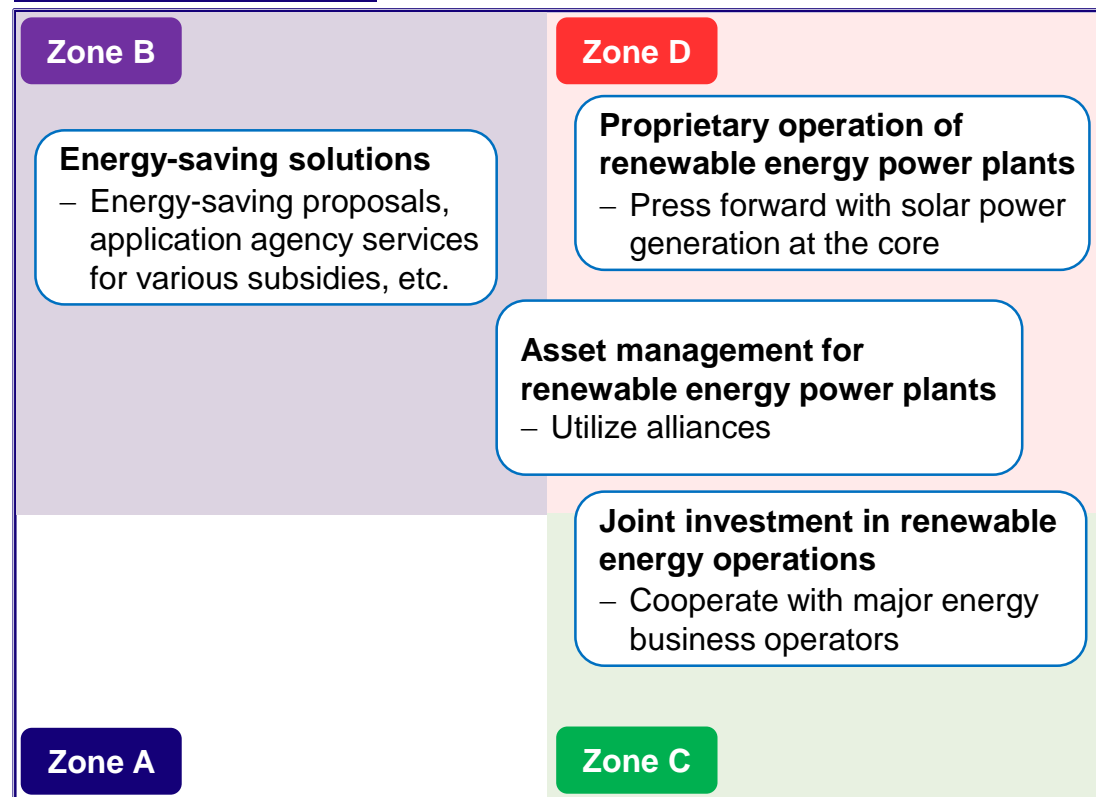 Zone B
Energy-saving solutions
– Energy-saving proposals,
application agency services
for various subsidies, etc.
Zone D
Proprietary operation of
renewable energy power plants
– Press forward with solar power
generation at the core
Asset management for
renewable energy power plants
– Utilize alliances
Joint investment in renewable
energy operations
– Cooperate with major energy
business operators
Zone A
Zone C